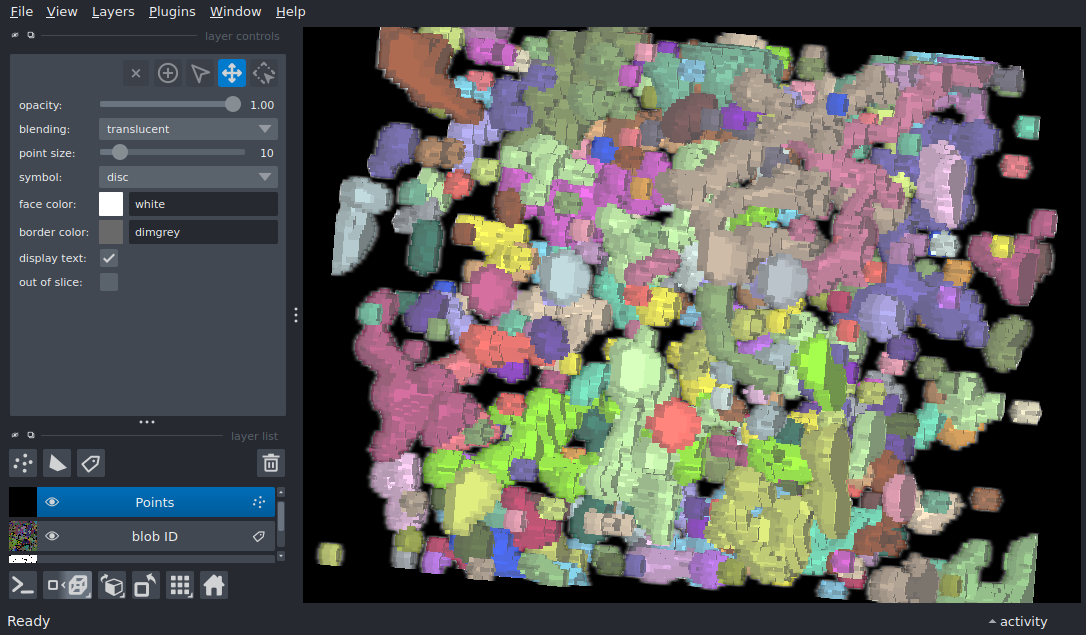 File View Layers Plugins Window Help
layer controls
opacity: 1.00
blending: translucent
point size: 10
symbol: disc
face color: white
border color: dimgrey
display text:
out of slice:
layer list
Points
blob ID
Ready
activity